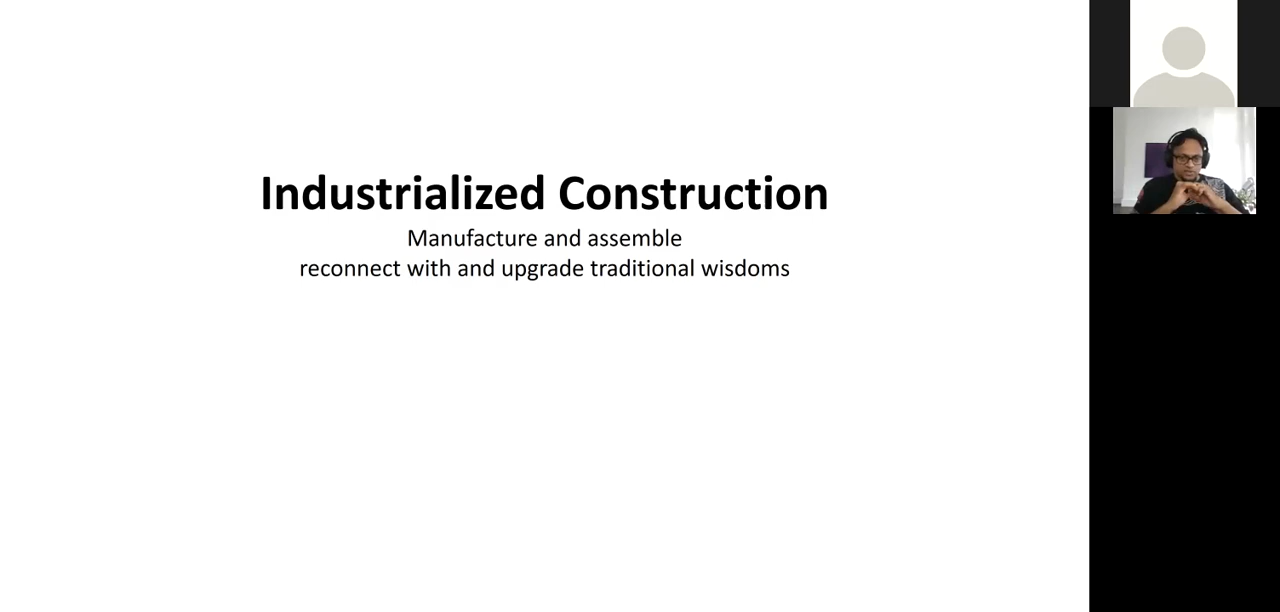 Industrialized Construction
Manufacture and assemble
reconnect with and upgrade traditional wisdoms